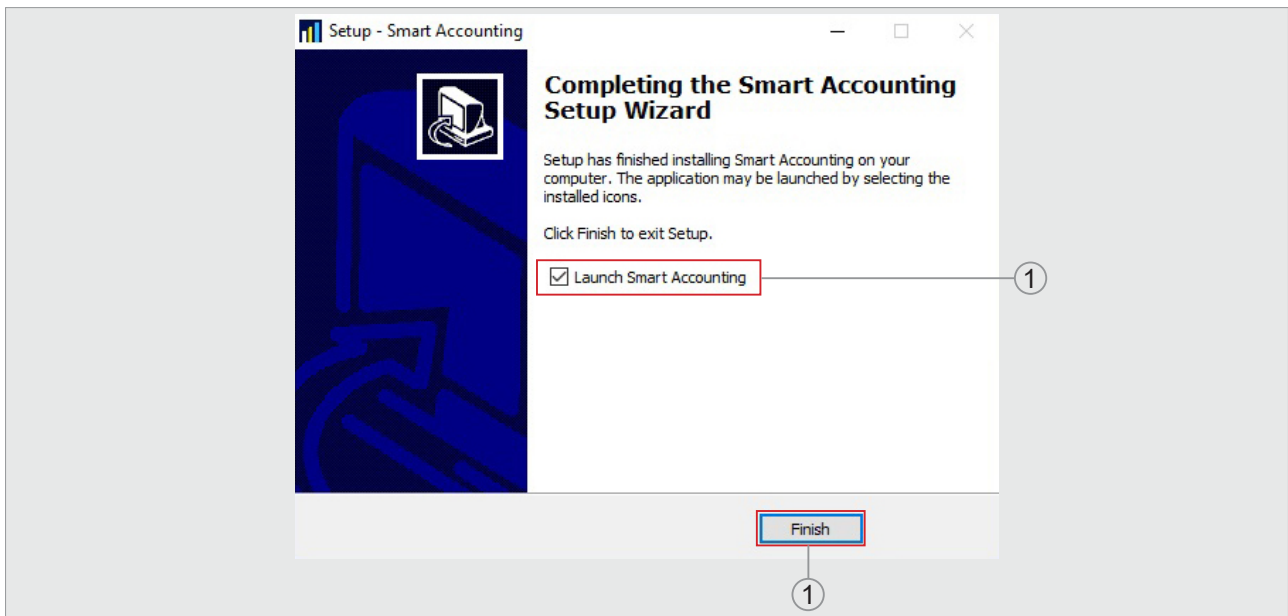 Setup - Smart Accounting
Completing the Smart Accounting
Setup Wizard
Setup has finished installing Smart Accounting on your
computer. The application may be launched by selecting the
installed icons.
Click Finish to exit Setup.
Launch Smart Accounting
1
Finish
1